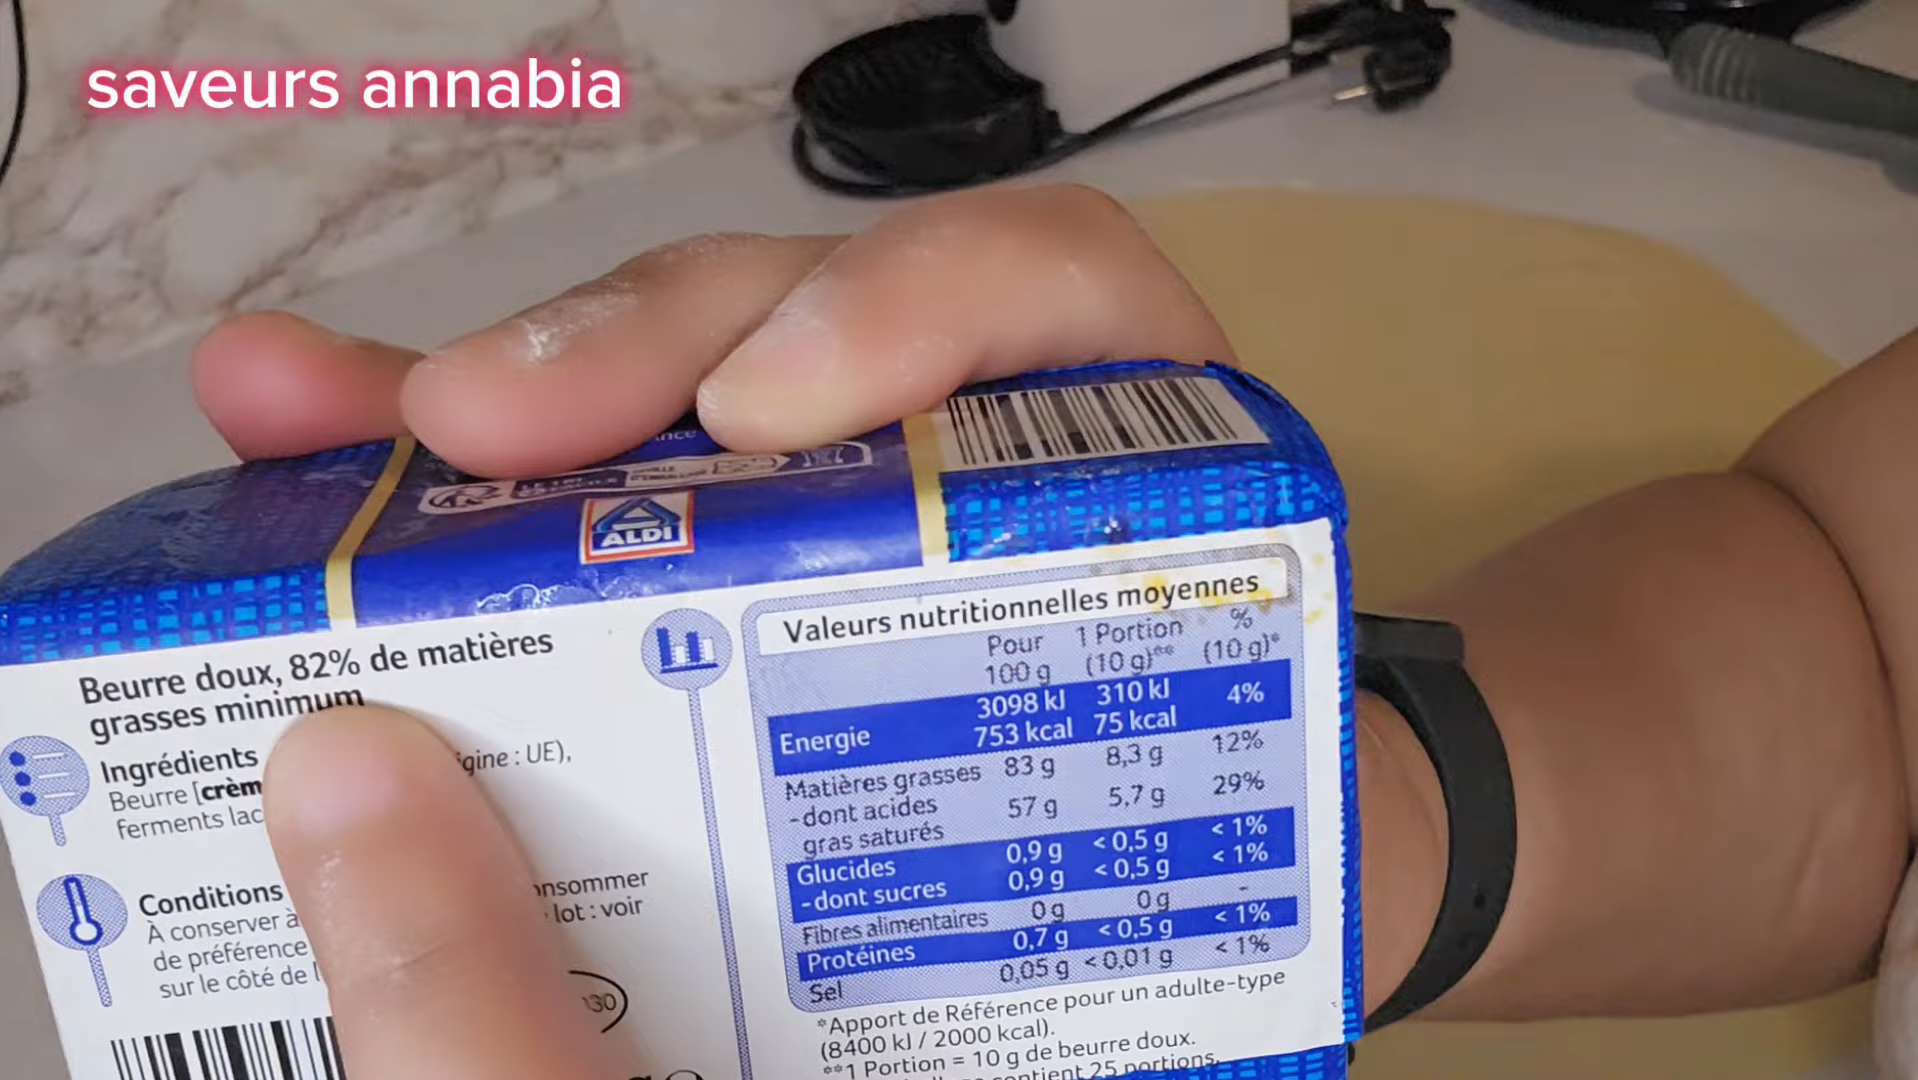 saveurs annabia
ALDI
Beurre doux, 82% de matières
grasses minimum
Ingrédients
Beurre [crèm
igine : UE),
ferments lac
Conditions
À conserver à
onsommer
de préférence
lot : voir
sur le côté de l
Valeurs nutritionnelles moyennes
Pour 100 g
1 Portion (10 g)**
% (10 g)*
Energie 3098 kJ 310 kJ 4%
753 kcal 75 kcal
Matières grasses 83 g 8,3 g 12%
-dont acides gras saturés 57 g 5,7 g 29%
Glucides 0,9 g < 0,5 g < 1%
-dont sucres 0,9 g < 0,5 g < 1%
Fibres alimentaires 0 g 0 g -
Protéines 0,7 g < 0,5 g < 1%
Sel 0,05 g < 0,01 g < 1%
*Apport de Référence pour un adulte-type
(8400 kJ / 2000 kcal).
**1 Portion = 10 g de beurre doux.
contient 25 portions.